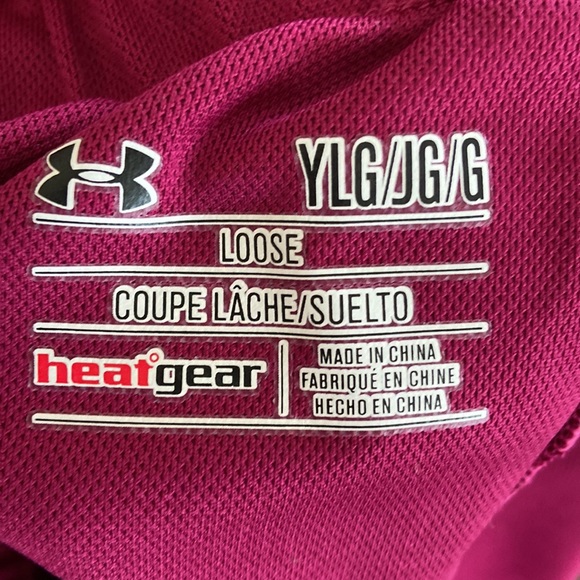 YLG/JG/G
LOOSE
COUPE LÂCHE/SUELTO
heatgear
MADE IN CHINA
FABRIQUÉ EN CHINE
HECHO EN CHINA